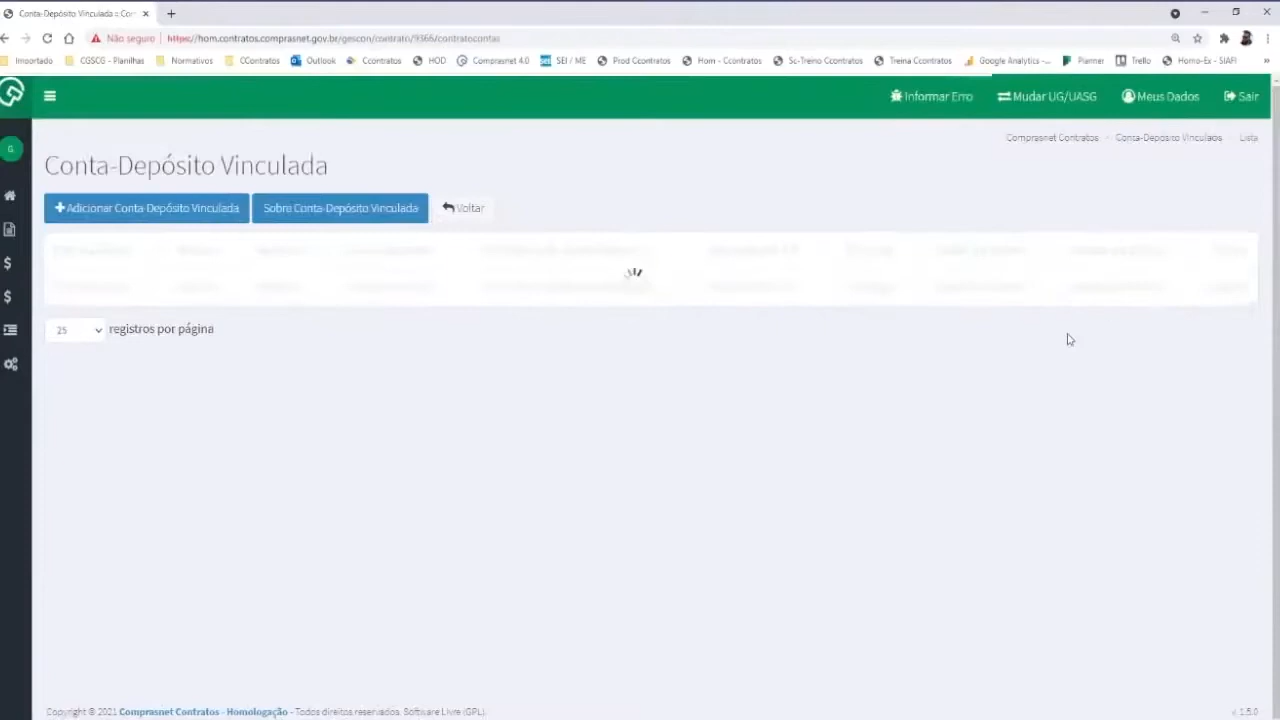 Conta-Depósito Vinculada :: Con
Não seguro
https://hom.contratos.comprasnet.gov.br/gescon/contrato/9366/contratocontas
Importado
CGSCG - Planilhas
Normativos
CContratos
Outlook
Ccontratos
HOD
Comprasnet 4.0
SEI / ME
Prod Ccontratos
Hom - Ccontratos
Sc-Treino Ccontratos
Treina Ccontratos
Google Analytics -...
Planner
Trello
Homo-Ex - SIAFI
»
Informar Erro
Mudar UG/UASG
Meus Dados
Sair
Comprasnet Contratos
Conta-Depósito Vinculada
Lista
G
Conta-Depósito Vinculada
Adicionar Conta-Depósito Vinculada
Sobre Conta-Depósito Vinculada
Voltar
25
registros por página
Copyright © 2021 Comprasnet Contratos - Homologação - Todos direitos reservados. Software Livre (GPL).
v. 1.5.0